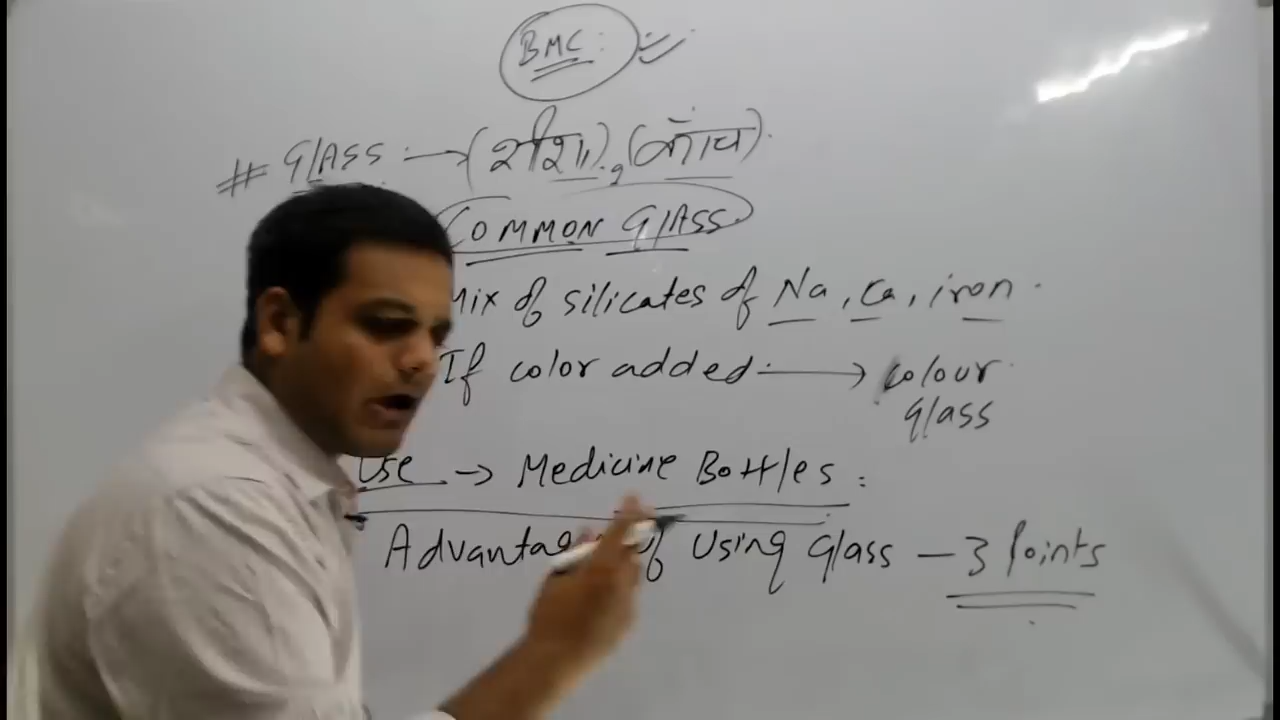 BMC:
# GLASS :→ (शीशा), (काँच).
COMMON GLASS
Mix of silicates of Na, Ca, iron.
If color added → colour
glass
Use → Medicine Bottles :
Advantage of using glass – 3 Points